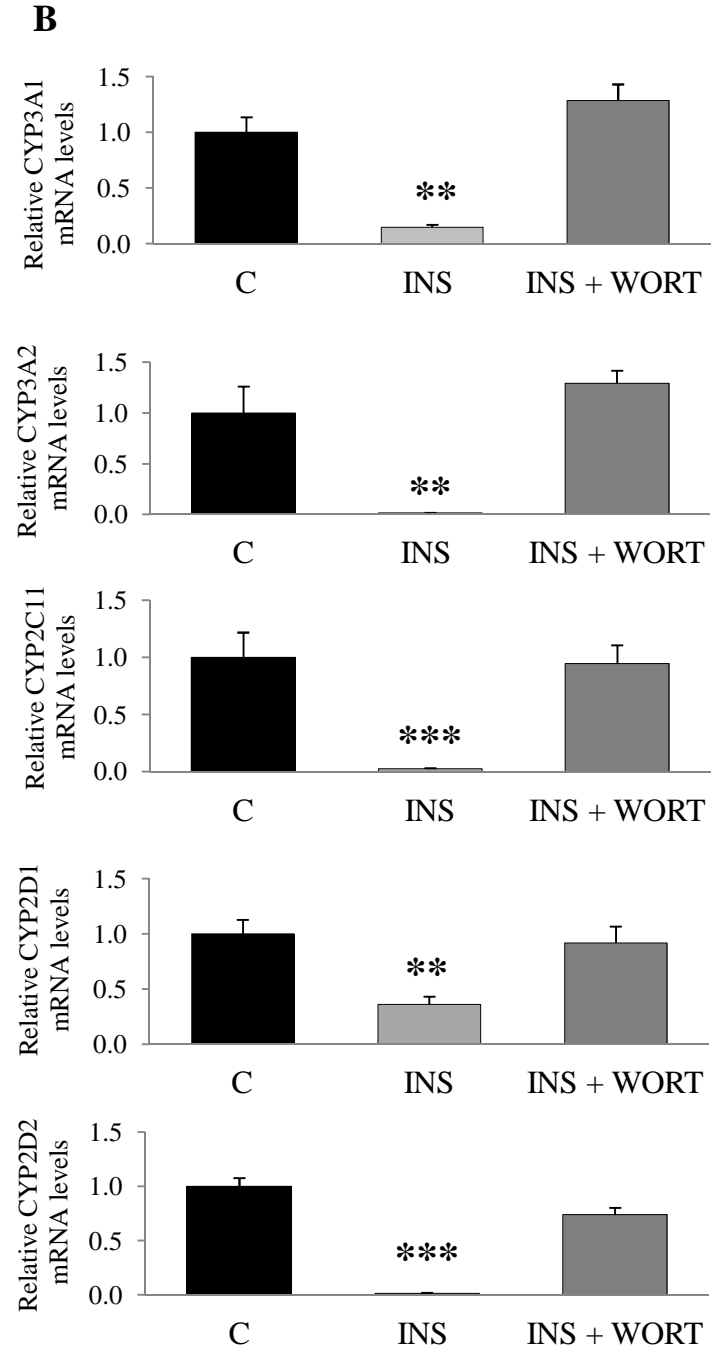 B
Relative CYP3A1
mRNA levels
1.5
1.0
0.5
0.0
**
C INS INS + WORT
Relative CYP3A2
mRNA levels
1.5
1.0
0.5
0.0
**
C INS INS + WORT
Relative CYP2C11
mRNA levels
1.5
1.0
0.5
0.0
***
C INS INS + WORT
Relative CYP2D1
mRNA levels
1.5
1.0
0.5
0.0
**
C INS INS + WORT
Relative CYP2D2
mRNA levels
1.5
1.0
0.5
0.0
***
C INS INS + WORT